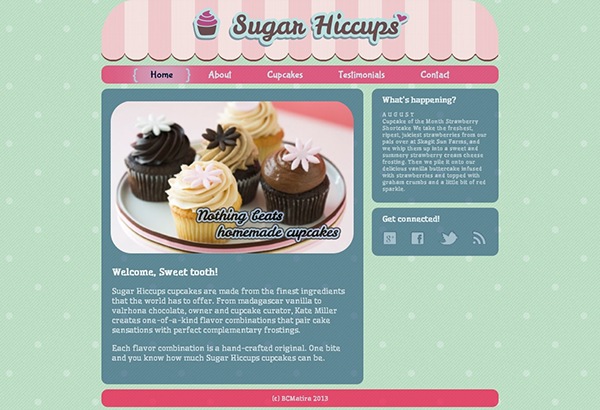 Sugar Hiccups
Home About Cupcakes Testimonials Contact
Nothing beats
homemade cupcakes
Welcome, Sweet tooth!
Sugar Hiccups cupcakes are made from the finest ingredients
that the world has to offer. From madagascar vanilla to
valrhona chocolate, owner and cupcake curator, Kate Miller
creates one-of-a-kind flavor combinations that pair cake
sensations with perfect complementary frostings.
Each flavor combination is a hand-crafted original. One bite
and you know how much Sugar Hiccups cupcakes can be.
What's happening?
AUGUST
Cupcake of the Month Strawberry
Shortcake We take the freshest,
ripest, juiciest strawberries from our
pals over at Skagit Sun Farms, and
we whip them up into a sweet and
summery strawberry cream cheese
frosting. Then we pile it onto our
delicious vanilla buttercake infused
with strawberries and topped with
graham crumbs and a little bit of red
sparkle.
Get connected!
(c) BCMatira 2013